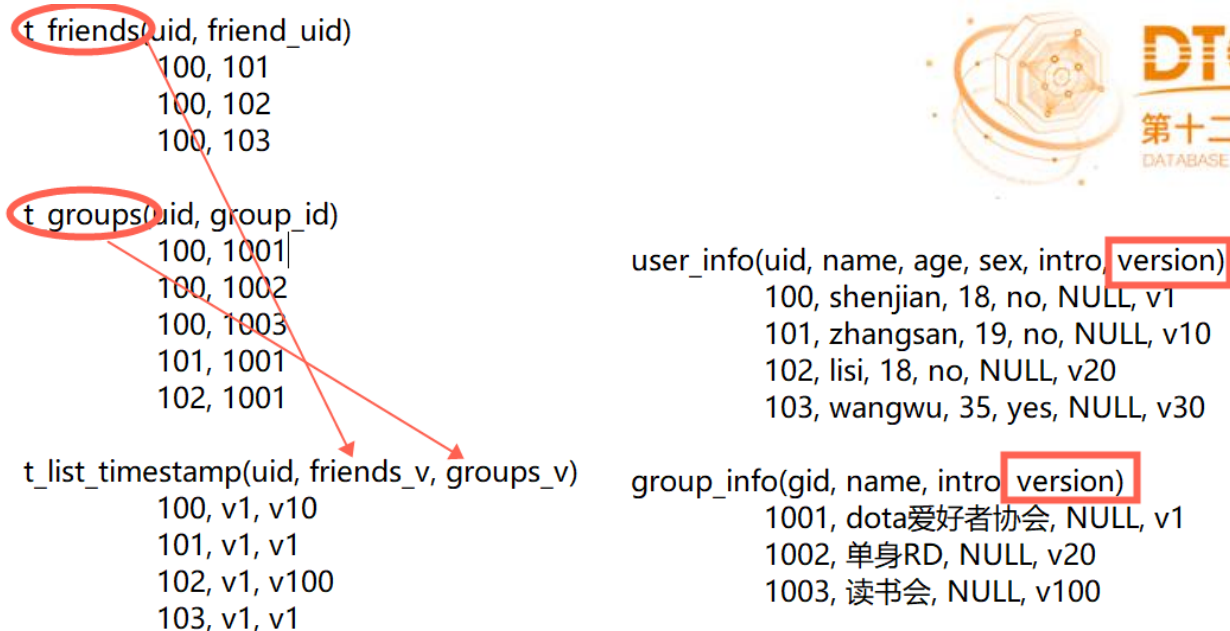 t_friends(uid, friend_uid)
100, 101
100, 102
100, 103
t_groups(uid, group_id)
100, 1001
100, 1002
100, 1003
101, 1001
102, 1001
t_list_timestamp(uid, friends_v, groups_v)
100, v1, v10
101, v1, v1
102, v1, v100
103, v1, v1
第十二
DATABASE
user_info(uid, name, age, sex, intro, version)
100, shenjian, 18, no, NULL, v1
101, zhangsan, 19, no, NULL, v10
102, lisi, 18, no, NULL, v20
103, wangwu, 35, yes, NULL, v30
group_info(gid, name, intro, version)
1001, dota爱好者协会, NULL, v1
1002, 单身RD, NULL, v20
1003, 读书会, NULL, v100